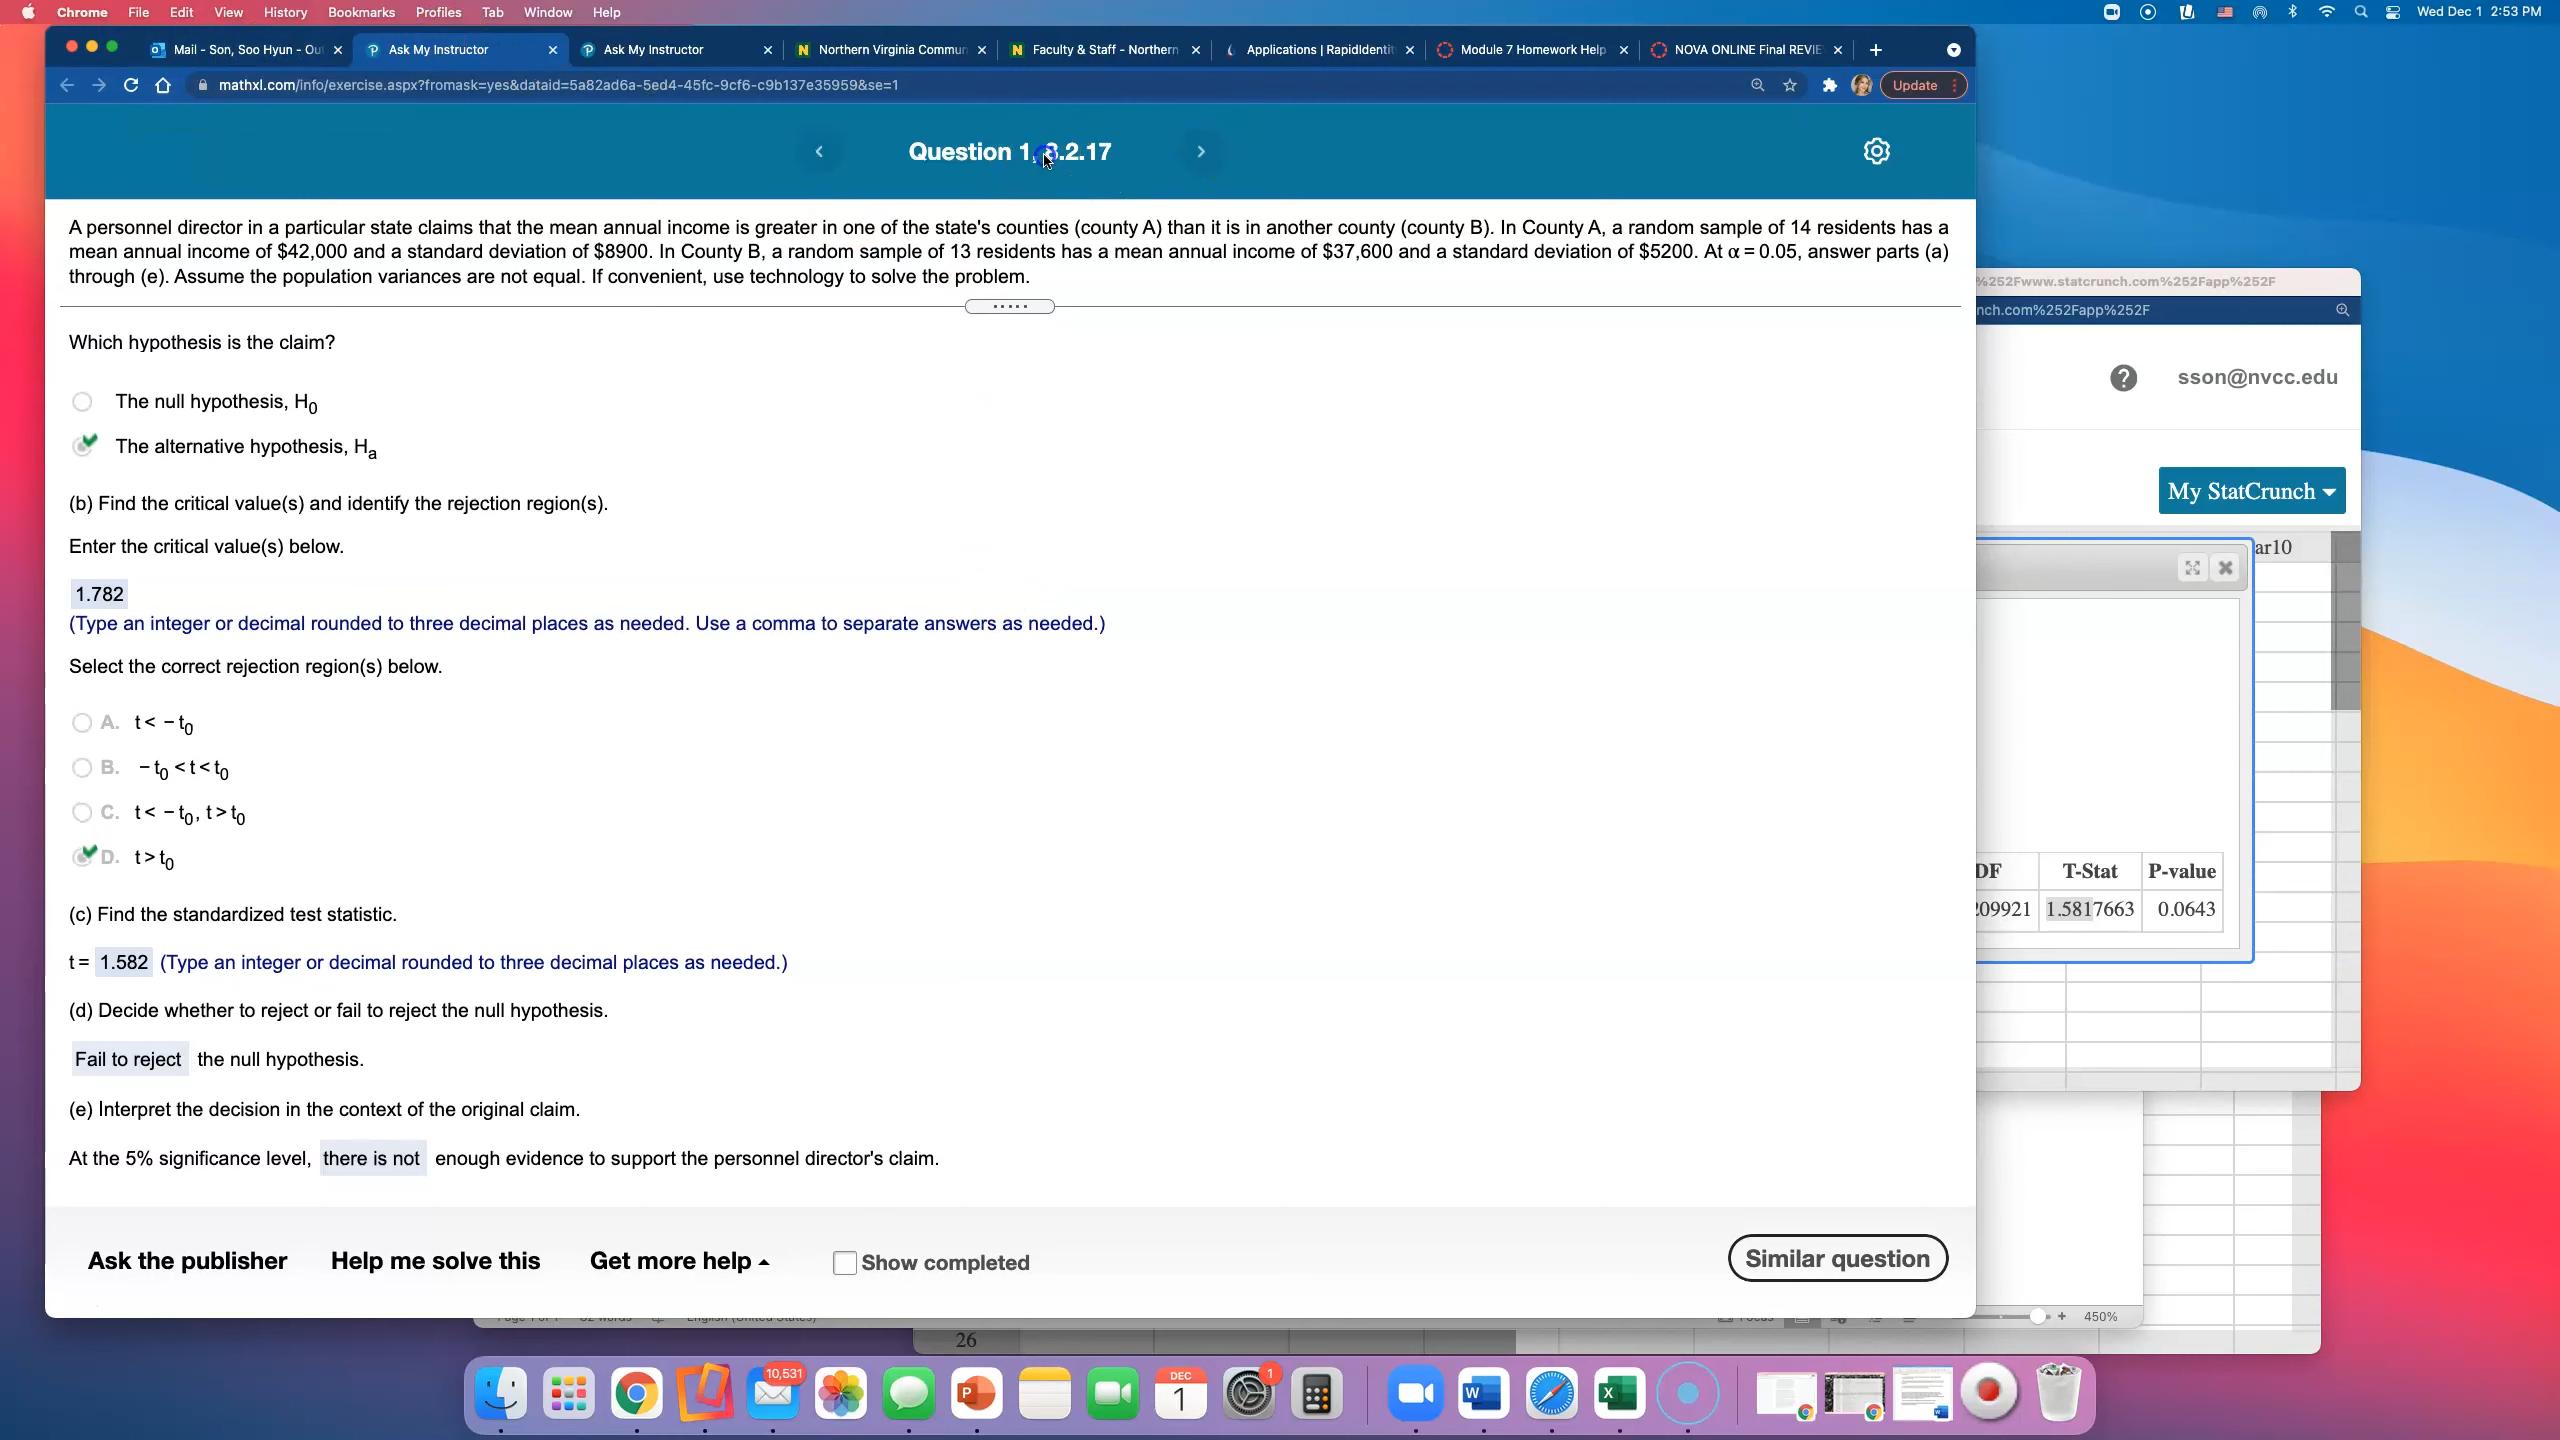 Chrome File Edit View History Bookmarks Profiles Tab Window Help Wed Dec 1 2:53 PM
Mail - Son, Soo Hyun - Ou Ask My Instructor Ask My Instructor Northern Virginia Commun Faculty & Staff - Northern Applications | RapidIdentit Module 7 Homework Help NOVA ONLINE Final REVIE
mathxl.com/info/exercise.aspx?fromask=yes&dataid=5a82ad6a-5ed4-45fc-9cf6-c9b137e35959&se=1 Update
Question 1, 8.2.17
A personnel director in a particular state claims that the mean annual income is greater in one of the state's counties (county A) than it is in another county (county B). In County A, a random sample of 14 residents has a
mean annual income of $42,000 and a standard deviation of $8900. In County B, a random sample of 13 residents has a mean annual income of $37,600 and a standard deviation of $5200. At α = 0.05, answer parts (a)
through (e). Assume the population variances are not equal. If convenient, use technology to solve the problem.
Which hypothesis is the claim?
The null hypothesis, H0
The alternative hypothesis, Ha
(b) Find the critical value(s) and identify the rejection region(s).
Enter the critical value(s) below.
1.782
(Type an integer or decimal rounded to three decimal places as needed. Use a comma to separate answers as needed.)
Select the correct rejection region(s) below.
A. t < - t0
B. - t0 < t < t0
C. t < - t0, t > t0
D. t > t0
(c) Find the standardized test statistic.
t = 1.582 (Type an integer or decimal rounded to three decimal places as needed.)
(d) Decide whether to reject or fail to reject the null hypothesis.
Fail to reject the null hypothesis.
(e) Interpret the decision in the context of the original claim.
At the 5% significance level, there is not enough evidence to support the personnel director's claim.
Ask the publisher Help me solve this Get more help Show completed Similar question
%252Fwww.statcrunch.com%252Fapp%252F
nch.com%252Fapp%252F
? sson@nvcc.edu
My StatCrunch
ar10
DF T-Stat P-value
209921 1.5817663 0.0643
450%
26
10,531
DEC
1
1